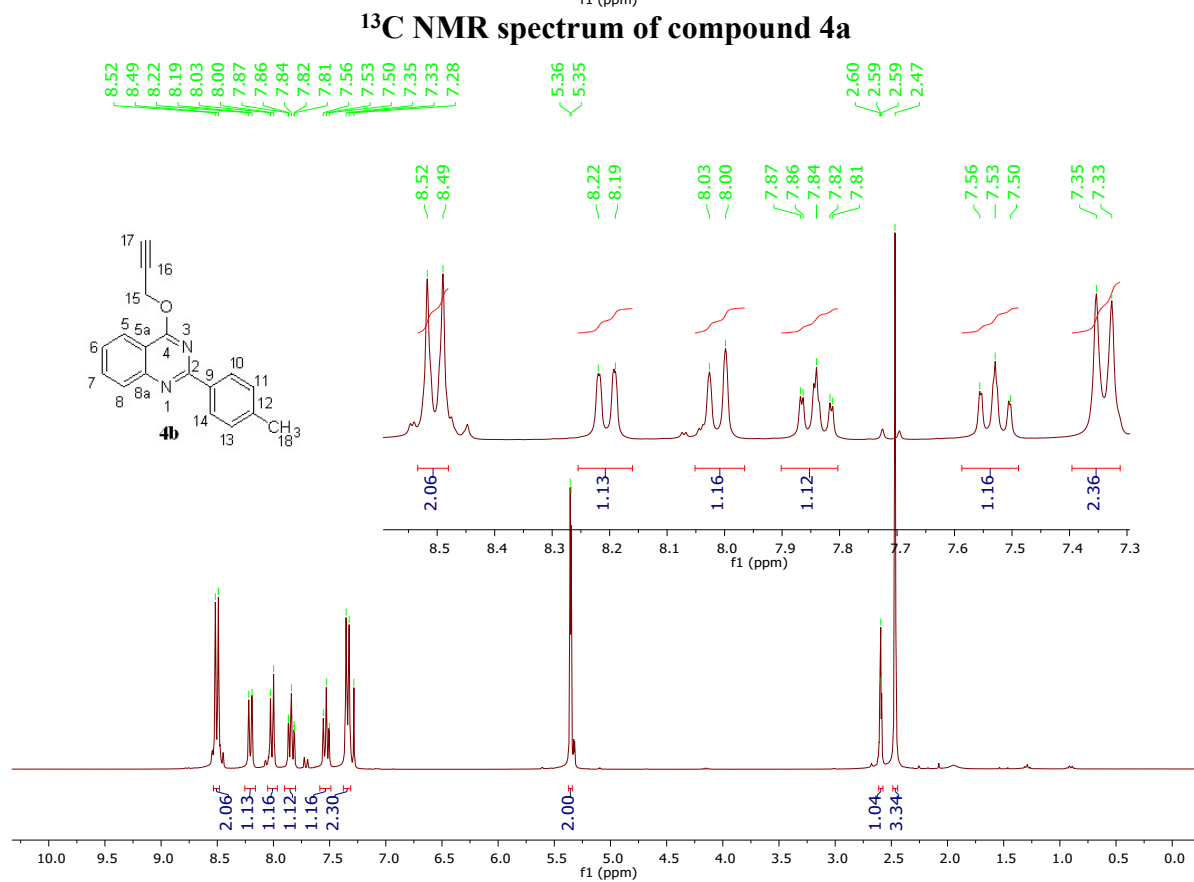 f1 (ppm)
13C NMR spectrum of compound 4a
8.52 8.49 8.22 8.19 8.03 8.00 7.87 7.86 7.84 7.82 7.81 7.56 7.53 7.50 7.35 7.33 7.28 5.36 5.35 2.60 2.59 2.59 2.47
8.52 8.49 8.22 8.19 8.03 8.00 7.87 7.86 7.84 7.82 7.81 7.56 7.53 7.50 7.35 7.33
17
16
15
O
5 5a 3
6 4 N
7 8a 2 9 10 11
8 N 1 14 12
4b 13 CH3 18
2.06 1.13 1.16 1.12 1.16 2.36
8.5 8.4 8.3 8.2 8.1 8.0 7.9 7.8 7.7 7.6 7.5 7.4 7.3
f1 (ppm)
2.06 1.13 1.16 1.12 1.16 2.30 2.00 1.04 3.34
10.0 9.5 9.0 8.5 8.0 7.5 7.0 6.5 6.0 5.5 5.0 4.5 4.0 3.5 3.0 2.5 2.0 1.5 1.0 0.5 0.0
f1 (ppm)